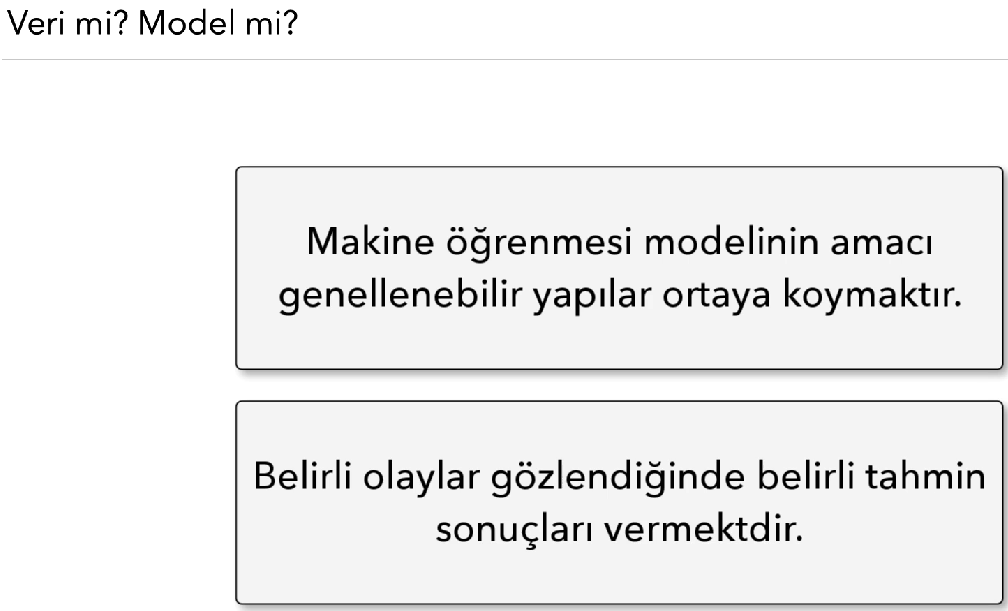 Veri mi? Model mi?
Makine öğrenmesi modelinin amacı
genellenebilir yapılar ortaya koymaktır.
Belirli olaylar gözlendiğinde belirli tahmin
sonuçları vermektdir.